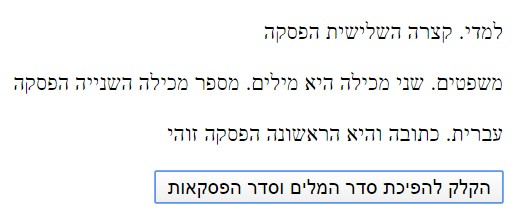 למדי. קצרה השלישית הפסקה
משפטים. שני מכילה היא מילים. מספר מכילה השנייה הפסקה
עברית. כתובה והיא הראשונה הפסקה זוהי
הקלק להפיכת סדר המלים וסדר הפסקאות